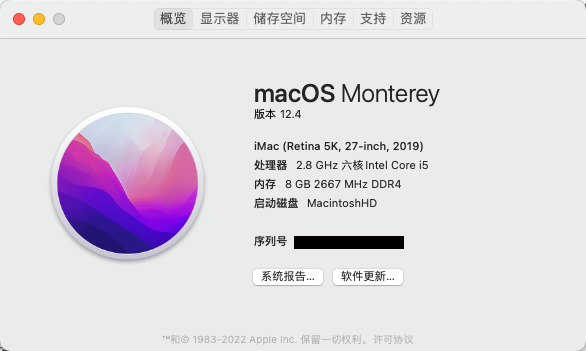 概览 显示器 储存空间 内存 支持 资源
macOS Monterey
版本 12.4
iMac (Retina 5K, 27-inch, 2019)
处理器 2.8 GHz 六核Intel Core i5
内存 8 GB 2667 MHz DDR4
启动磁盘 MacintoshHD
序列号
系统报告... 软件更新...
™和© 1983-2022 Apple Inc. 保留一切权利。许可协议